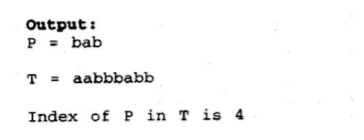 Output:
P = bab
T = aabbbabb
Index of P in T is 4